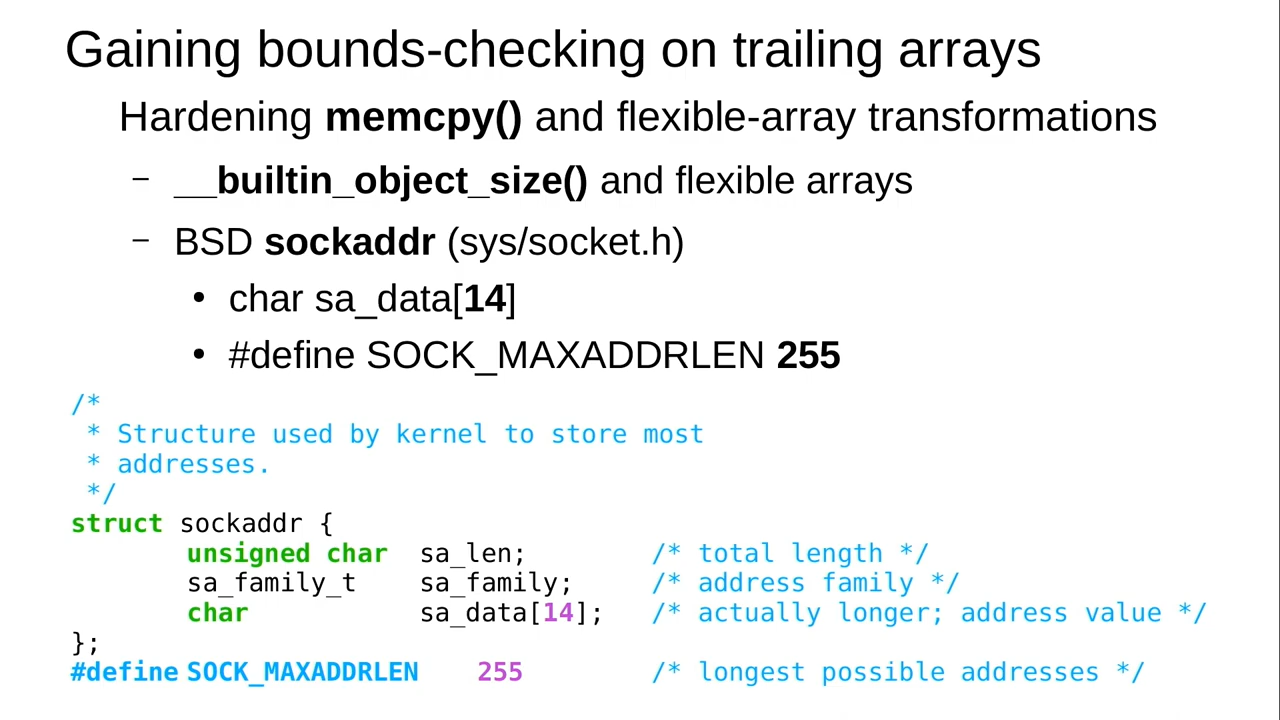 Gaining bounds-checking on trailing arrays
Hardening memcpy() and flexible-array transformations
– __builtin_object_size() and flexible arrays
– BSD sockaddr (sys/socket.h)
• char sa_data[14]
• #define SOCK_MAXADDRLEN 255
/*
 * Structure used by kernel to store most
 * addresses.
 */
struct sockaddr {
        unsigned char  sa_len;        /* total length */
        sa_family_t    sa_family;     /* address family */
        char           sa_data[14];   /* actually longer; address value */
};
#define SOCK_MAXADDRLEN    255        /* longest possible addresses */